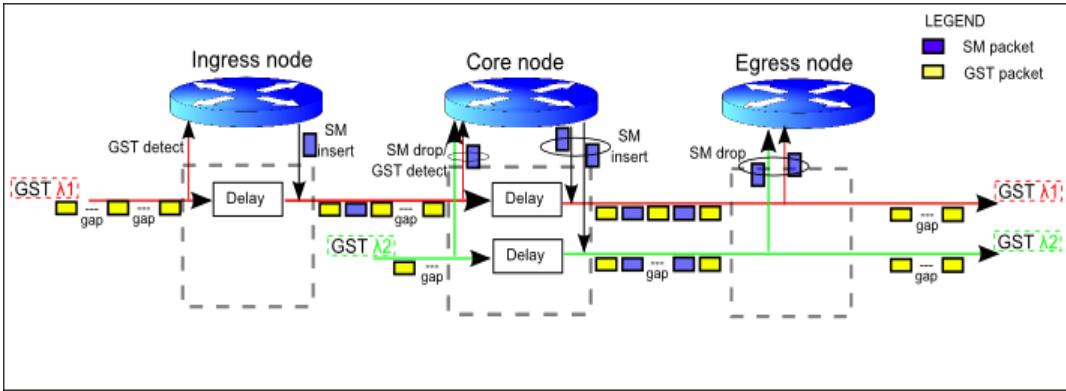 LEGEND
SM packet
GST packet
Ingress node
Core node
Egress node
GST detect
SM
insert
SM drop/
GST detect
SM
insert
SM drop
GST λ1
Delay
Delay
GST λ1
---
gap
---
gap
---
gap
---
gap
GST λ2
Delay
GST λ2
---
gap
---
gap
---
gap